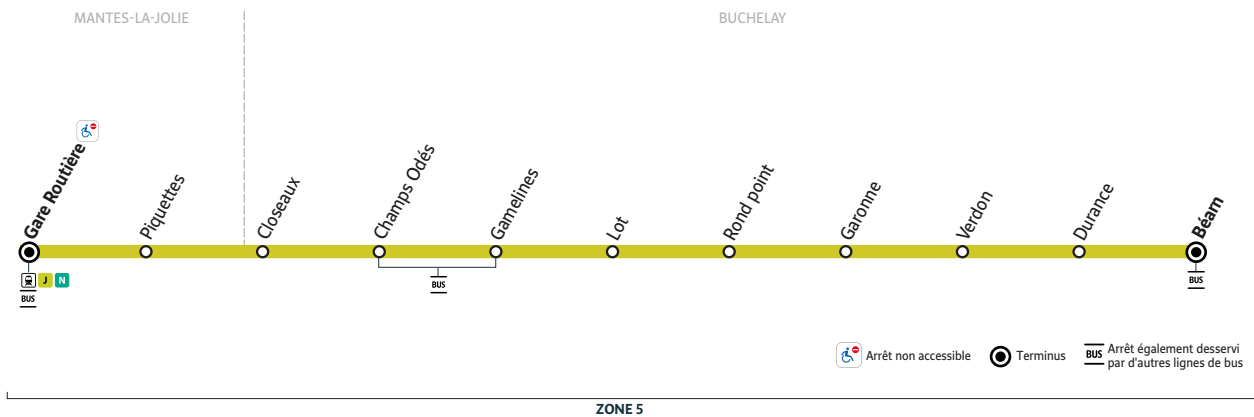 MANTES-LA-JOLIE
BUCHELAY
Gare Routière
Piquettes
Closeaux
Champs Odés
Gamelines
Lot
Rond point
Garonne
Verdon
Durance
Béarn
J N
BUS
BUS
BUS
Arrêt non accessible
Terminus
BUS
Arrêt également desservi
par d'autres lignes de bus
ZONE 5